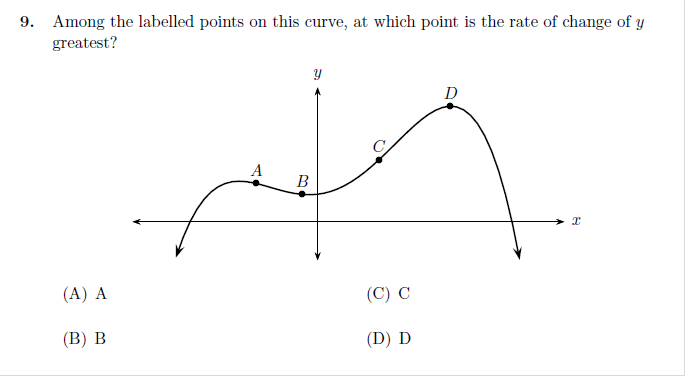 9. Among the labelled points on this curve, at which point is the rate of change of y
greatest?
y
D
C
A
B
x
(A) A
(C) C
(B) B
(D) D